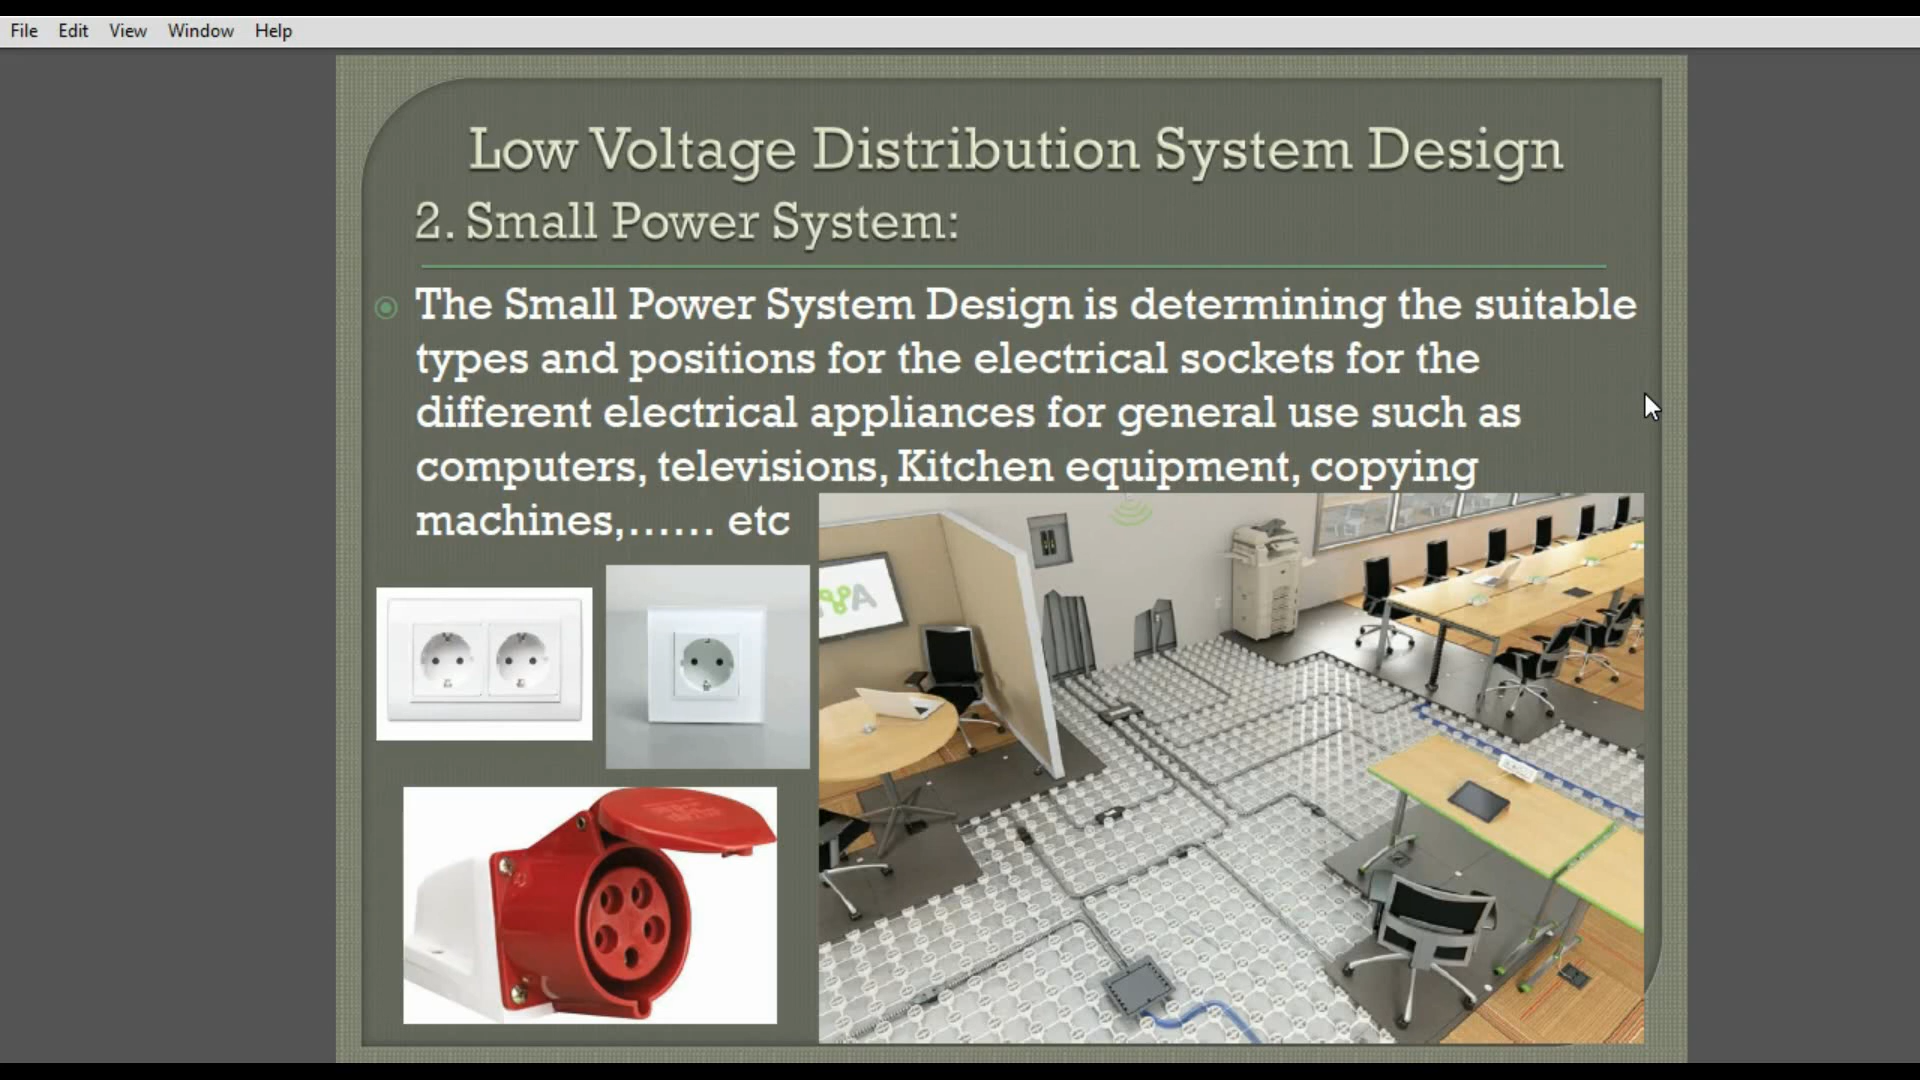 File Edit View Window Help
Low Voltage Distribution System Design
2. Small Power System:
The Small Power System Design is determining the suitable
types and positions for the electrical sockets for the
different electrical appliances for general use such as
computers, televisions, Kitchen equipment, copying
machines,...... etc